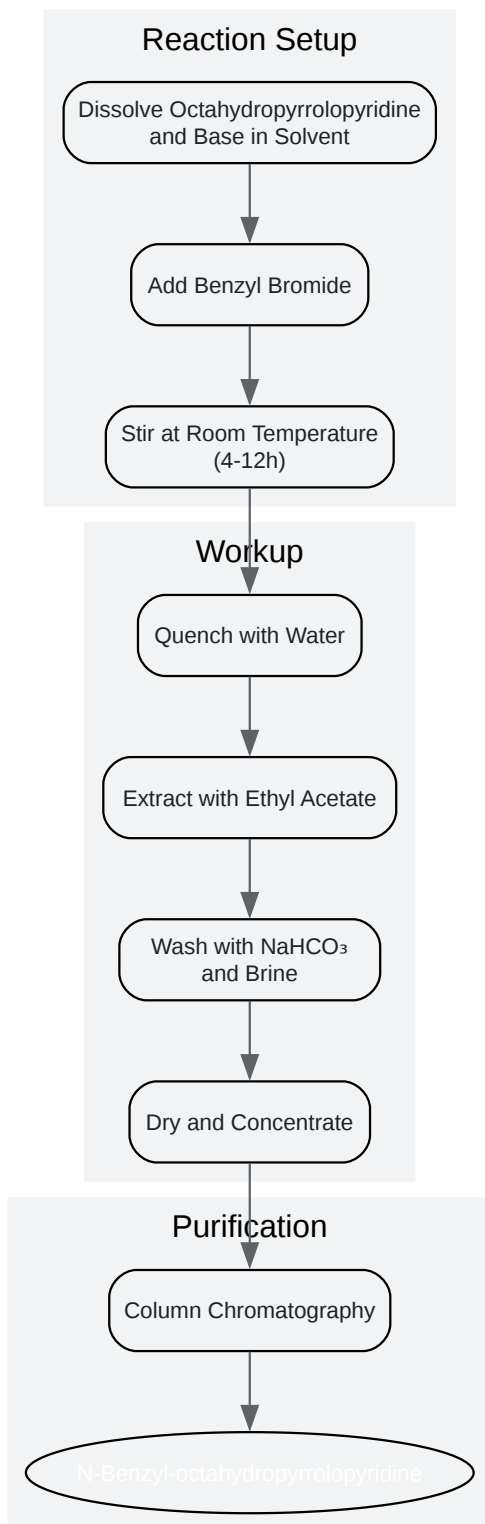 Reaction Setup
Dissolve Octahydropyrrolopyridine
and Base in Solvent
Add Benzyl Bromide
Stir at Room Temperature
(4-12h)
Workup
Quench with Water
Extract with Ethyl Acetate
Wash with NaHCO₃
and Brine
Dry and Concentrate
Purification
Column Chromatography
N-Benzyl-octahydropyrrolopyridine